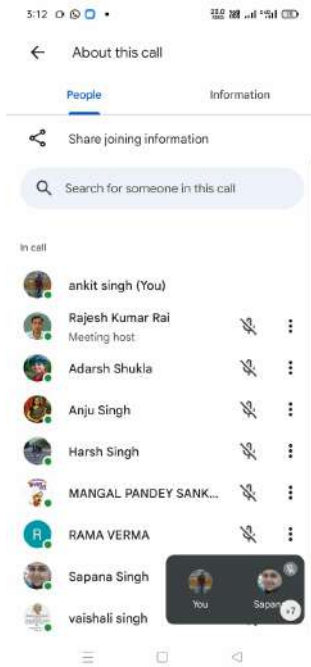 5:12
About this call
People
Information
Share joining information
Search for someone in this call
In call
ankit singh (You)
Rajesh Kumar Rai
Meeting host
Adarsh Shukla
Anju Singh
Harsh Singh
MANGAL PANDEY SANK...
R
RAMA VERMA
Sapana Singh
You
Sapan
+7
vaishali singh